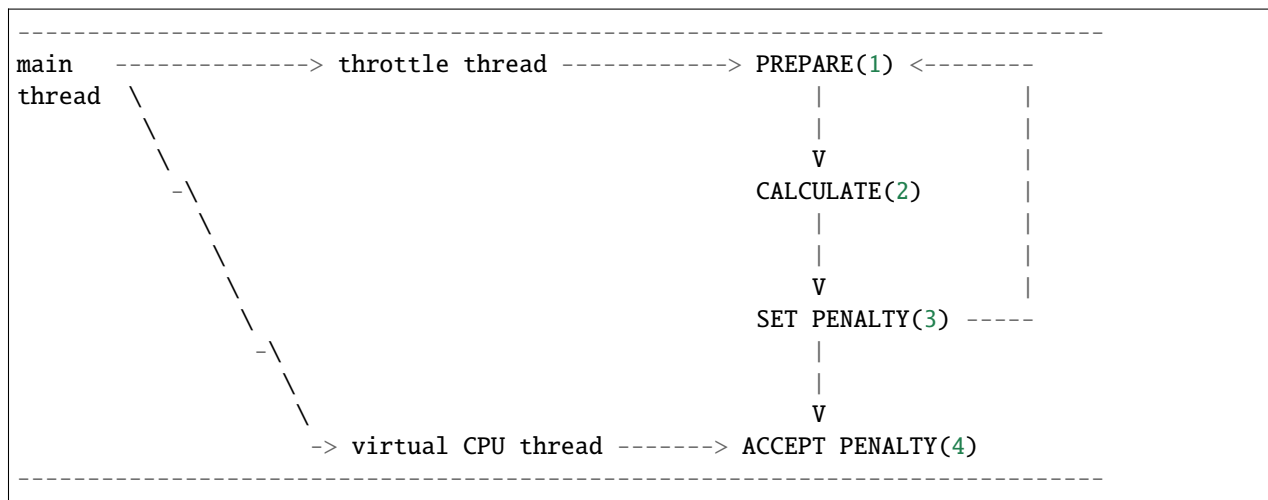 ------------------------------------------------------------------------------
main   --------------> throttle thread ------------> PREPARE(1) <--------
thread  \                                                |              |
         \                                               |              |
          \                                              V              |
           -\                                        CALCULATE(2)       |
             \                                           |              |
              \                                          |              |
               \                                         V              |
                \                                    SET PENALTY(3) -----
                 -\                                      |
                   \                                     |
                    \                                    V
                     -> virtual CPU thread -------> ACCEPT PENALTY(4)
------------------------------------------------------------------------------